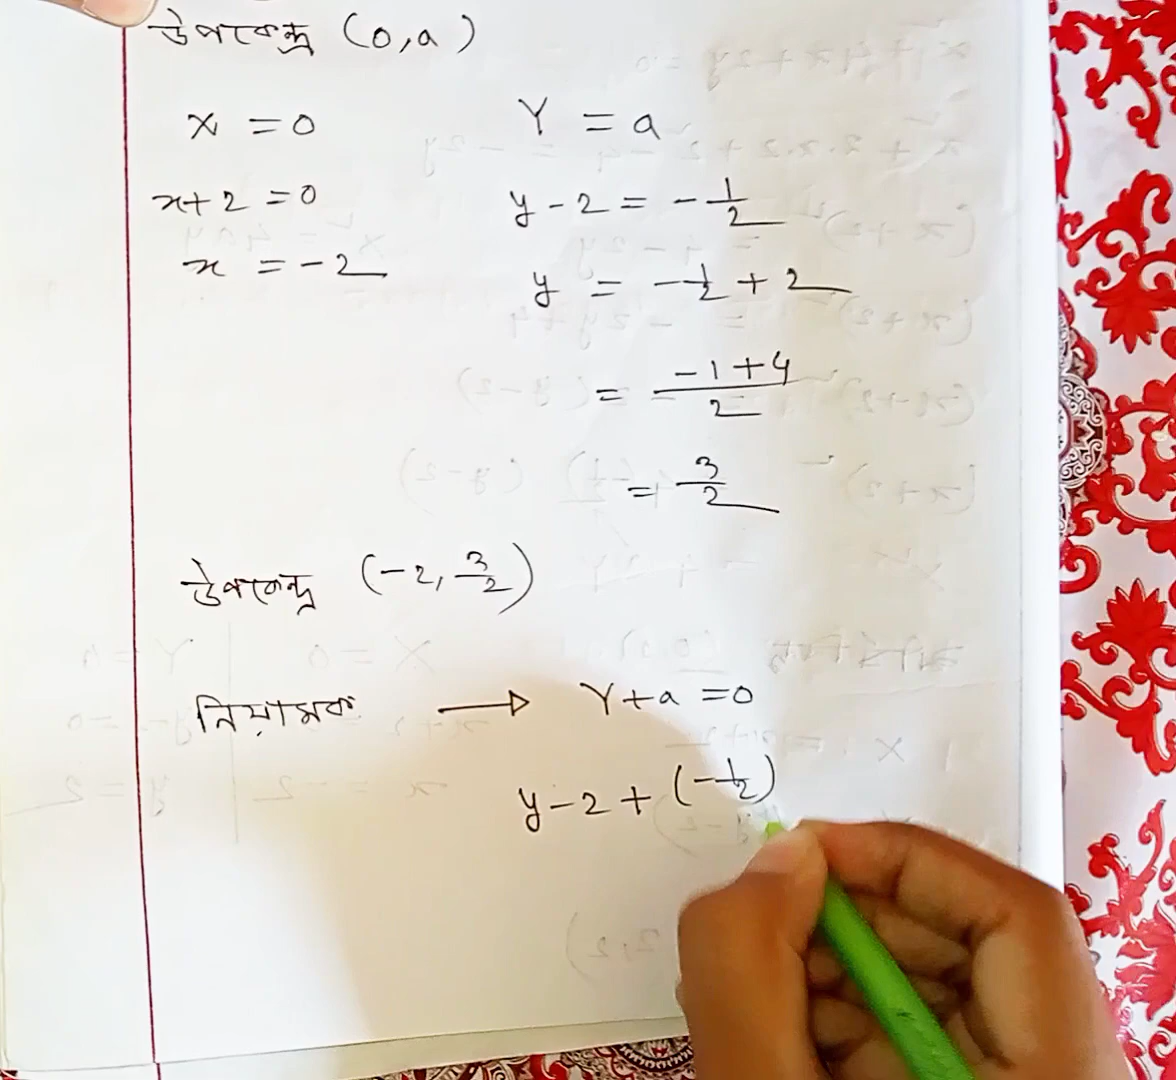 উপকেন্দ্র (0,a)
X = 0
Y = a
x+2 = 0
y-2 = -1/2
x = -2
y = -1/2 + 2
= (-1+4)/2
= 3/2
উপকেন্দ্র (-2, 3/2)
নিয়ামক → Y+a = 0
y-2+(-1/2)